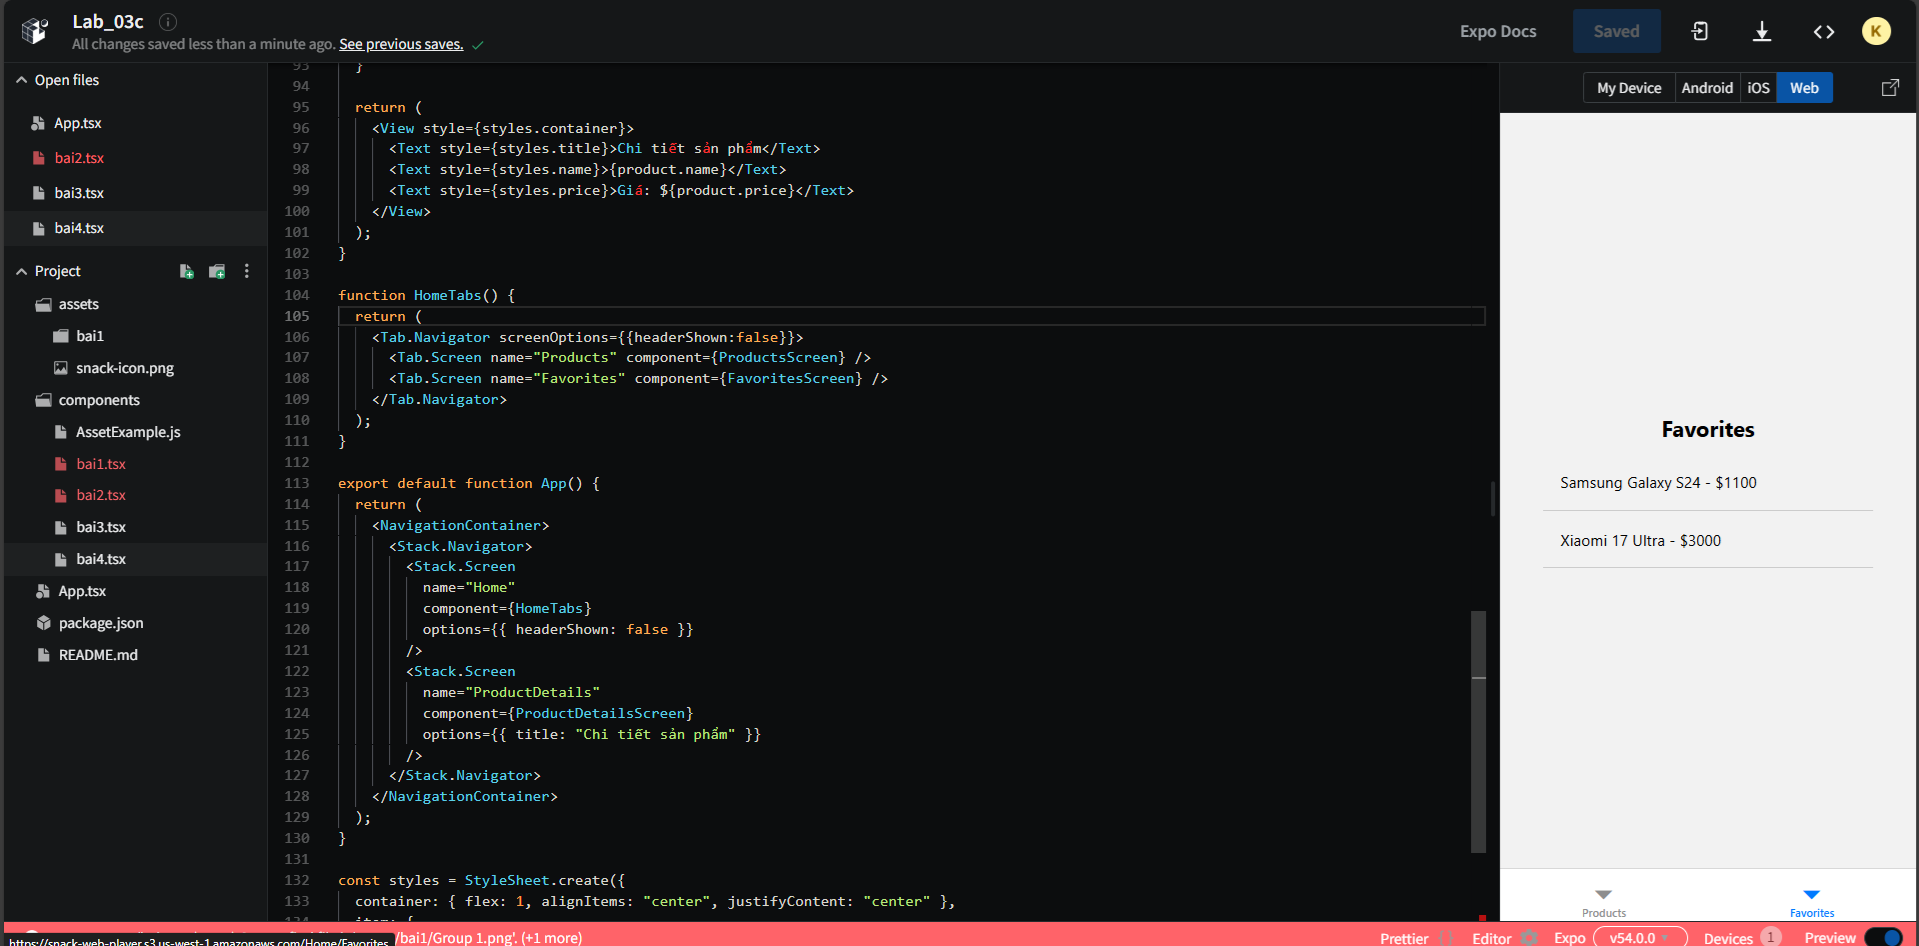 Lab_03c
All changes saved less than a minute ago. See previous saves.
Expo Docs
Saved
K
Open files
App.tsx
bai2.tsx
bai3.tsx
bai4.tsx
Project
assets
bai1
snack-icon.png
components
AssetExample.js
bai1.tsx
bai2.tsx
bai3.tsx
bai4.tsx
App.tsx
package.json
README.md
93 }
94
95 return (
96 <View style={styles.container}>
97 <Text style={styles.title}>Chi tiết sản phẩm</Text>
98 <Text style={styles.name}>{product.name}</Text>
99 <Text style={styles.price}>Giá: ${product.price}</Text>
100 </View>
101 );
102 }
103
104 function HomeTabs() {
105 return (
106 <Tab.Navigator screenOptions={{headerShown:false}}>
107 <Tab.Screen name="Products" component={ProductsScreen} />
108 <Tab.Screen name="Favorites" component={FavoritesScreen} />
109 </Tab.Navigator>
110 );
111 }
112
113 export default function App() {
114 return (
115 <NavigationContainer>
116 <Stack.Navigator>
117 <Stack.Screen
118 name="Home"
119 component={HomeTabs}
120 options={{ headerShown: false }}
121 />
122 <Stack.Screen
123 name="ProductDetails"
124 component={ProductDetailsScreen}
125 options={{ title: "Chi tiết sản phẩm" }}
126 />
127 </Stack.Navigator>
128 </NavigationContainer>
129 );
130 }
131
132 const styles = StyleSheet.create({
133 container: { flex: 1, alignItems: "center", justifyContent: "center" },
My Device Android iOS Web
Favorites
Samsung Galaxy S24 - $1100
Xiaomi 17 Ultra - $3000
Products
Favorites
https://snack-web-player.s3.us-west-1.amazonaws.com/Home/Favorites
/bai1/Group 1.png'. (+1 more)
Prettier
Editor
Expo v54.0.0
Devices 1
Preview